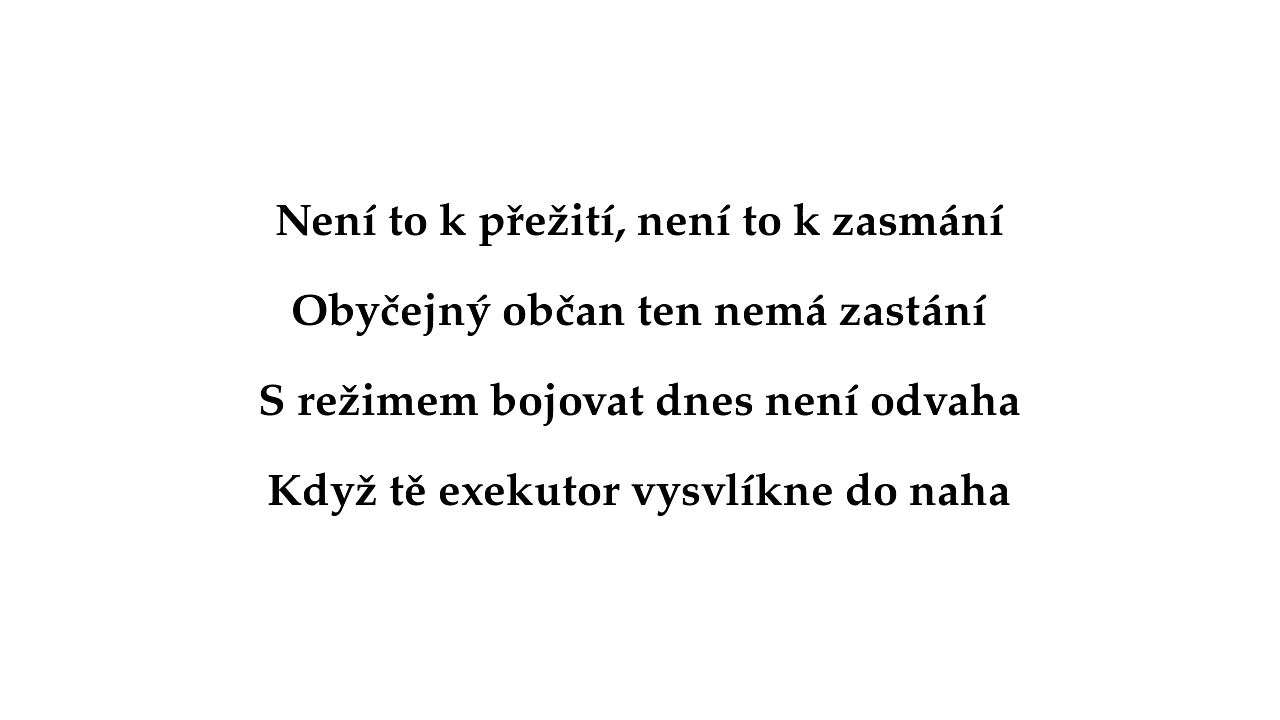 Není to k přežití, není to k zasmání
Obyčejný občan ten nemá zastání
S režimem bojovat dnes není odvaha
Když tě exekutor vysvlíkne do naha